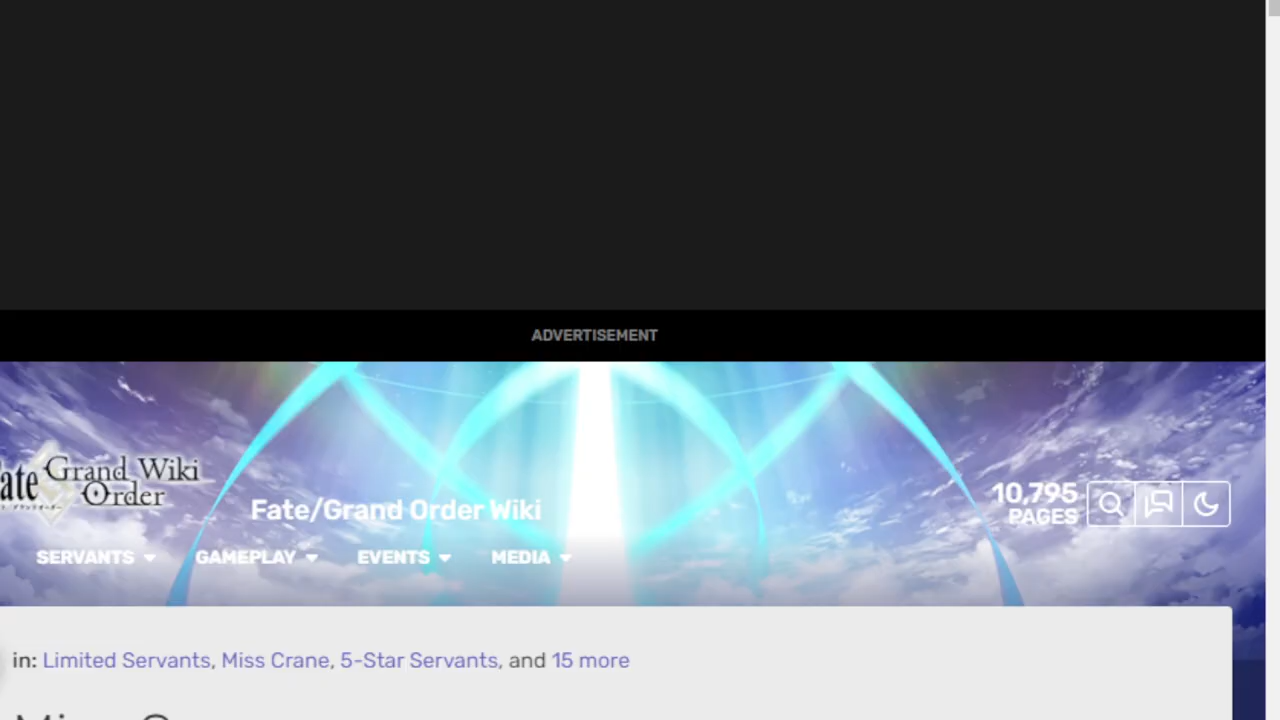 ADVERTISEMENT
Grand Wiki
Order
Fate/Grand Order Wiki
10,795
PAGES
SERVANTS
GAMEPLAY
EVENTS
MEDIA
in: Limited Servants, Miss Crane, 5-Star Servants, and 15 more